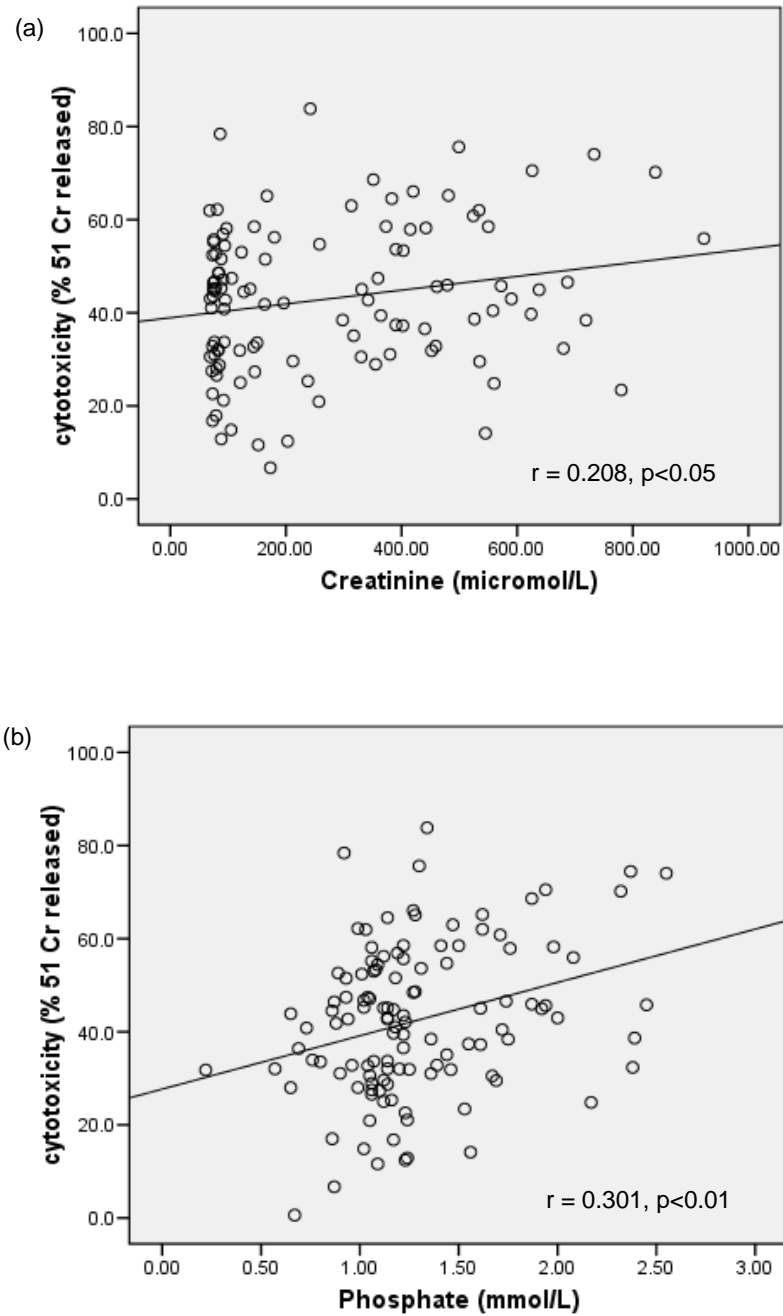 (a)
cytotoxicity (% 51 Cr released)
100.0
80.0
60.0
40.0
20.0
0.0
r = 0.208, p<0.05
0.00 200.00 400.00 600.00 800.00 1000.00
Creatinine (micromol/L)
(b)
cytotoxicity (% 51 Cr released)
100.0
80.0
60.0
40.0
20.0
0.0
r = 0.301, p<0.01
0.00 0.50 1.00 1.50 2.00 2.50 3.00
Phosphate (mmol/L)